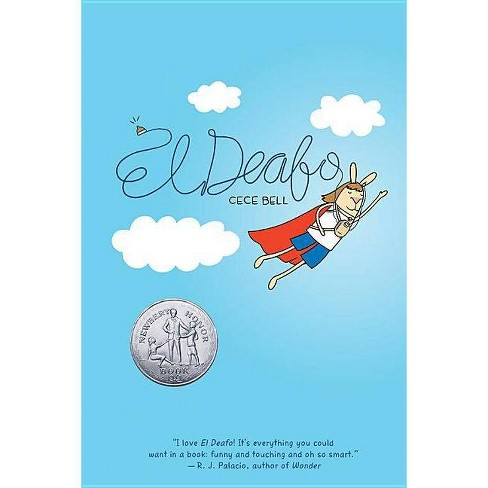 El Deafo
CECE BELL
NEWBERY HONOR
BOOK
"I love El Deafo! It's everything you could
want in a book: funny and touching and oh so smart."
— R. J. Palacio, author of Wonder